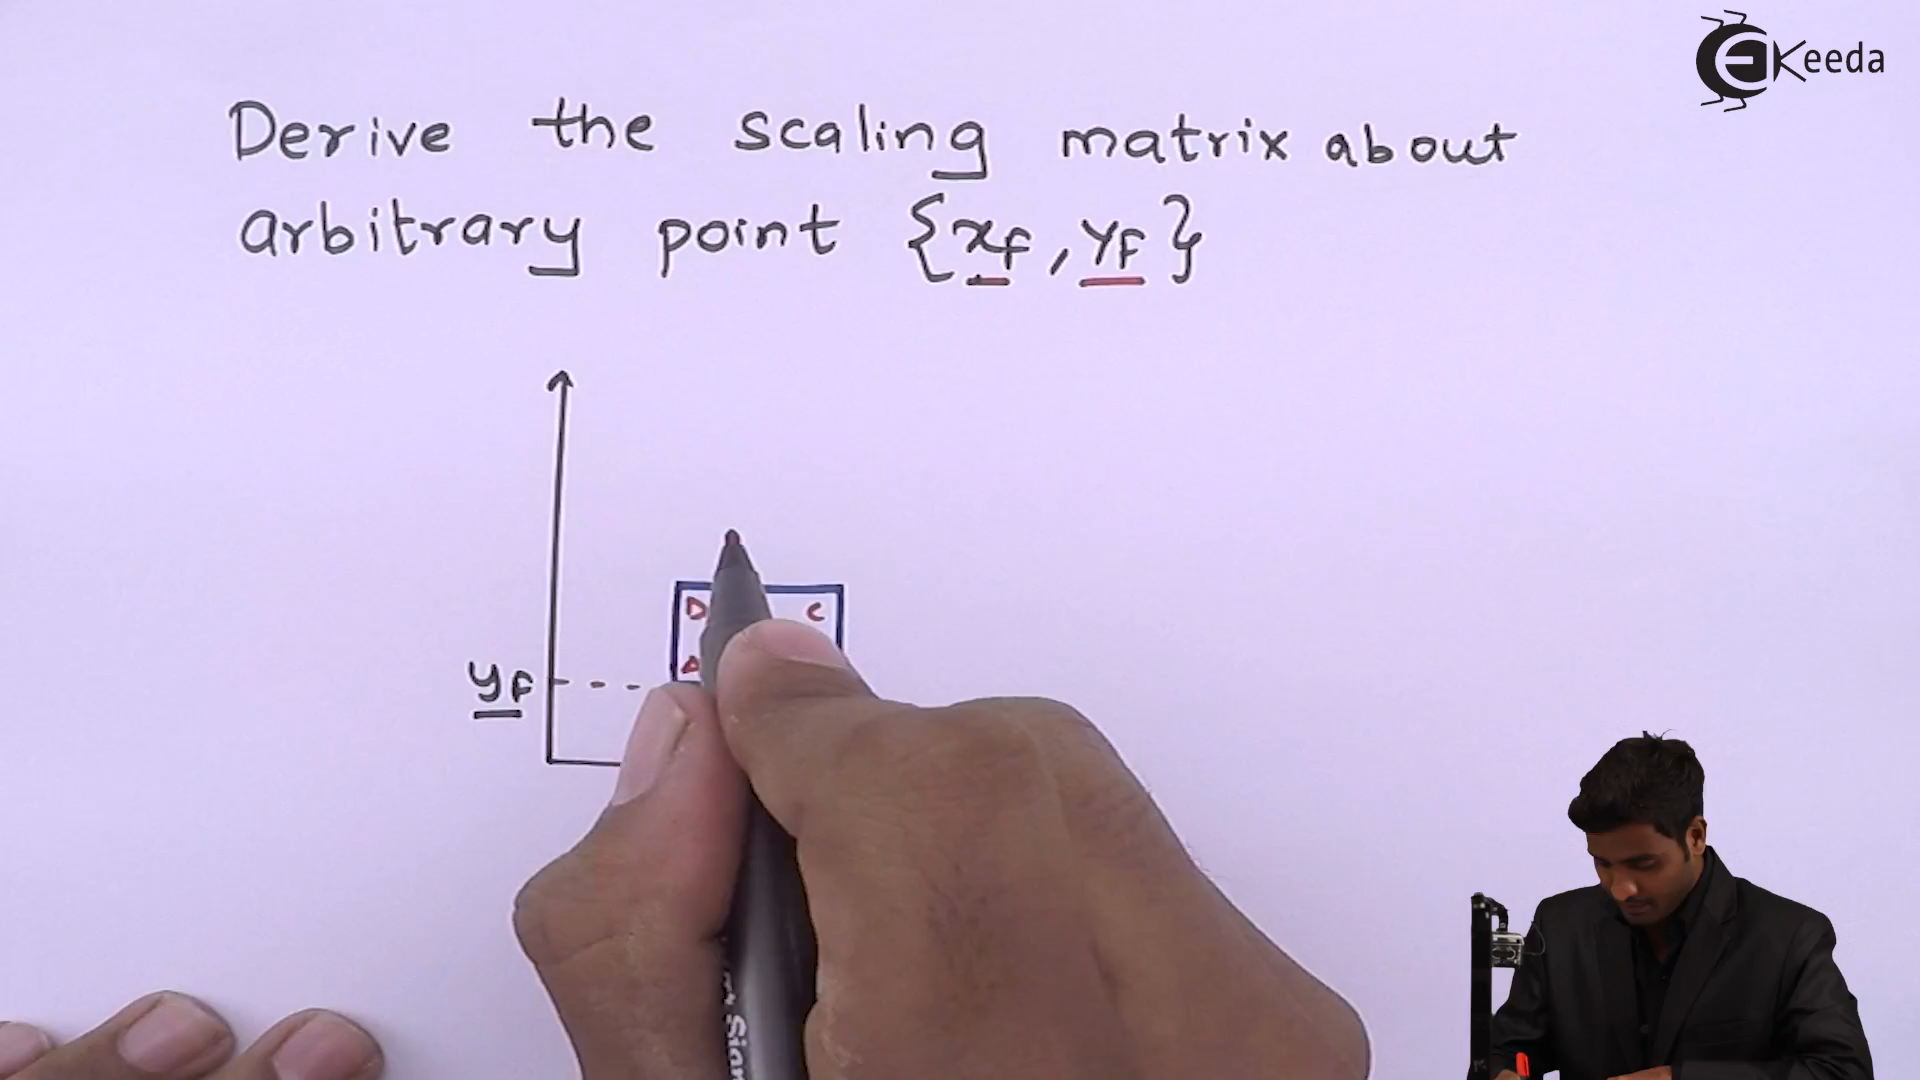 EKeeda
Derive the scaling matrix about
arbitrary point {xf, yf}
D C
A
yf